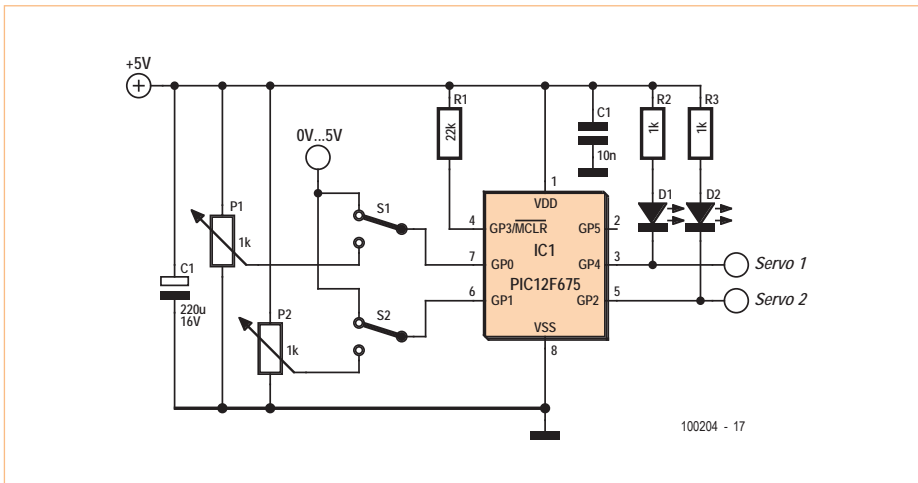 +5V
R1
R2
R3
22k
1k
1k
C1
10n
0V...5V
1
VDD
D1
D2
P1
1k
S1
4
GP3/MCLR
GP5
2
IC1
7
GP0
GP4
3
Servo 1
PIC12F675
C1
220u
16V
P2
1k
S2
6
GP1
GP2
5
Servo 2
VSS
8
100204 - 17